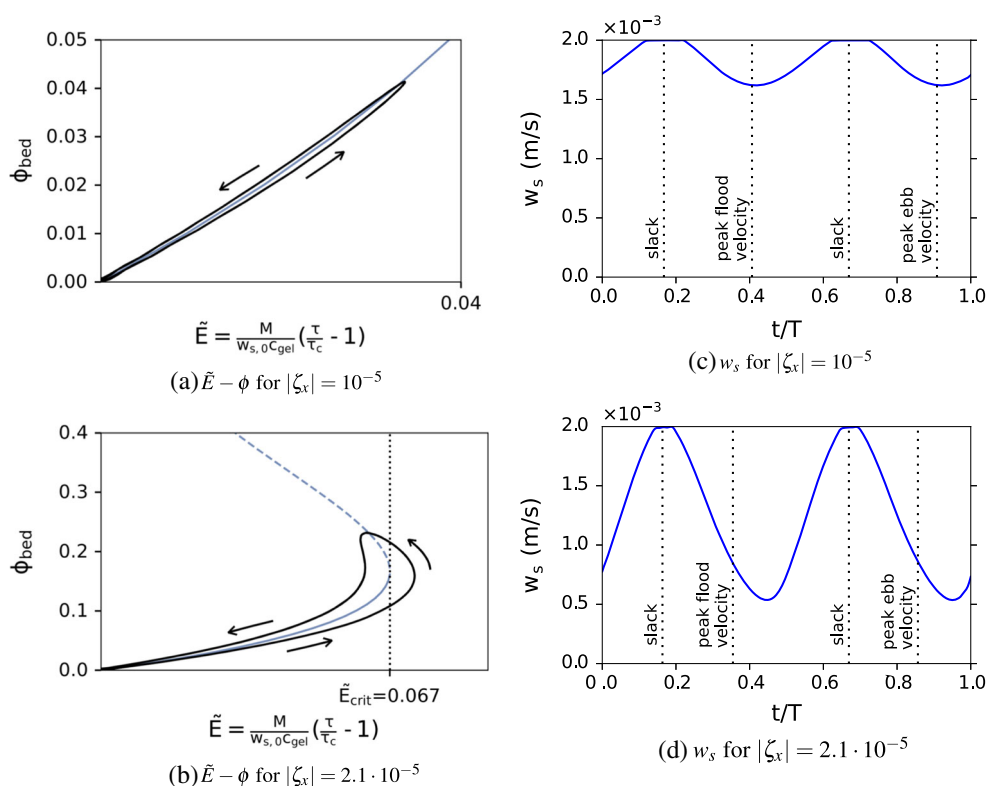 0.05
0.04
0.03
0.02
0.01
0.00
ϕbed
0.04
Ẽ = M/(ws,0cgel) (τ/τc - 1)
(a) Ẽ − ϕ for |ζx| = 10⁻⁵
0.4
0.3
0.2
0.1
0.0
ϕbed
Ẽcrit=0.067
Ẽ = M/(ws,0cgel) (τ/τc - 1)
(b) Ẽ − ϕ for |ζx| = 2.1 · 10⁻⁵
×10⁻³
2.0
1.5
1.0
0.5
0.0
ws (m/s)
slack
peak flood
velocity
slack
peak ebb
velocity
0.0 0.2 0.4 0.6 0.8 1.0
t/T
(c) ws for |ζx| = 10⁻⁵
×10⁻³
2.0
1.5
1.0
0.5
0.0
ws (m/s)
slack
peak flood
velocity
slack
peak ebb
velocity
0.0 0.2 0.4 0.6 0.8 1.0
t/T
(d) ws for |ζx| = 2.1 · 10⁻⁵